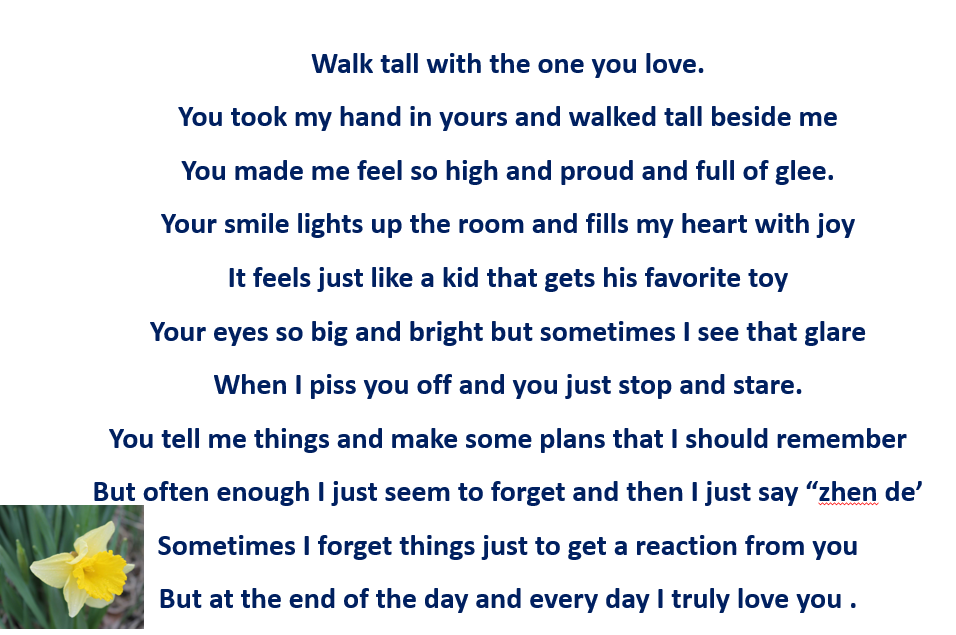 Walk tall with the one you love.
You took my hand in yours and walked tall beside me
You made me feel so high and proud and full of glee.
Your smile lights up the room and fills my heart with joy
It feels just like a kid that gets his favorite toy
Your eyes so big and bright but sometimes I see that glare
When I piss you off and you just stop and stare.
You tell me things and make some plans that I should remember
But often enough I just seem to forget and then I just say “zhen de’
Sometimes I forget things just to get a reaction from you
But at the end of the day and every day I truly love you .